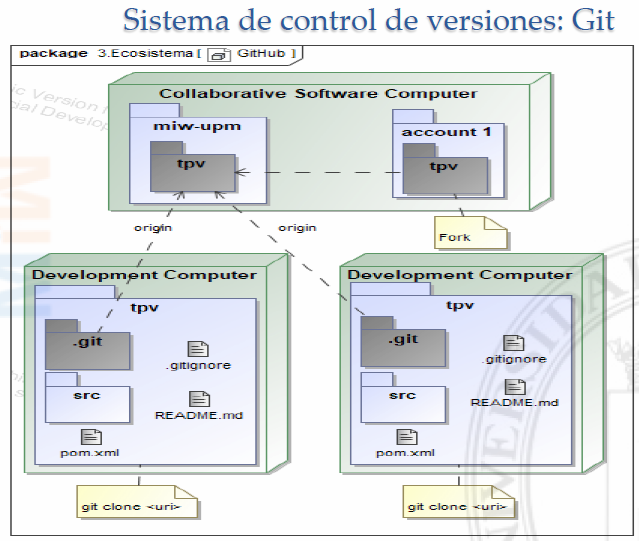 Sistema de control de versiones: Git
package 3.Ecosistema [ GitHub ]
Collaborative Software Computer
miw-upm
account 1
tpv
tpv
origin
origin
Fork
Development Computer
Development Computer
tpv
tpv
.git
.git
.gitignore
.gitignore
src
src
README.md
README.md
pom.xml
pom.xml
git clone <uri>
git clone <uri>